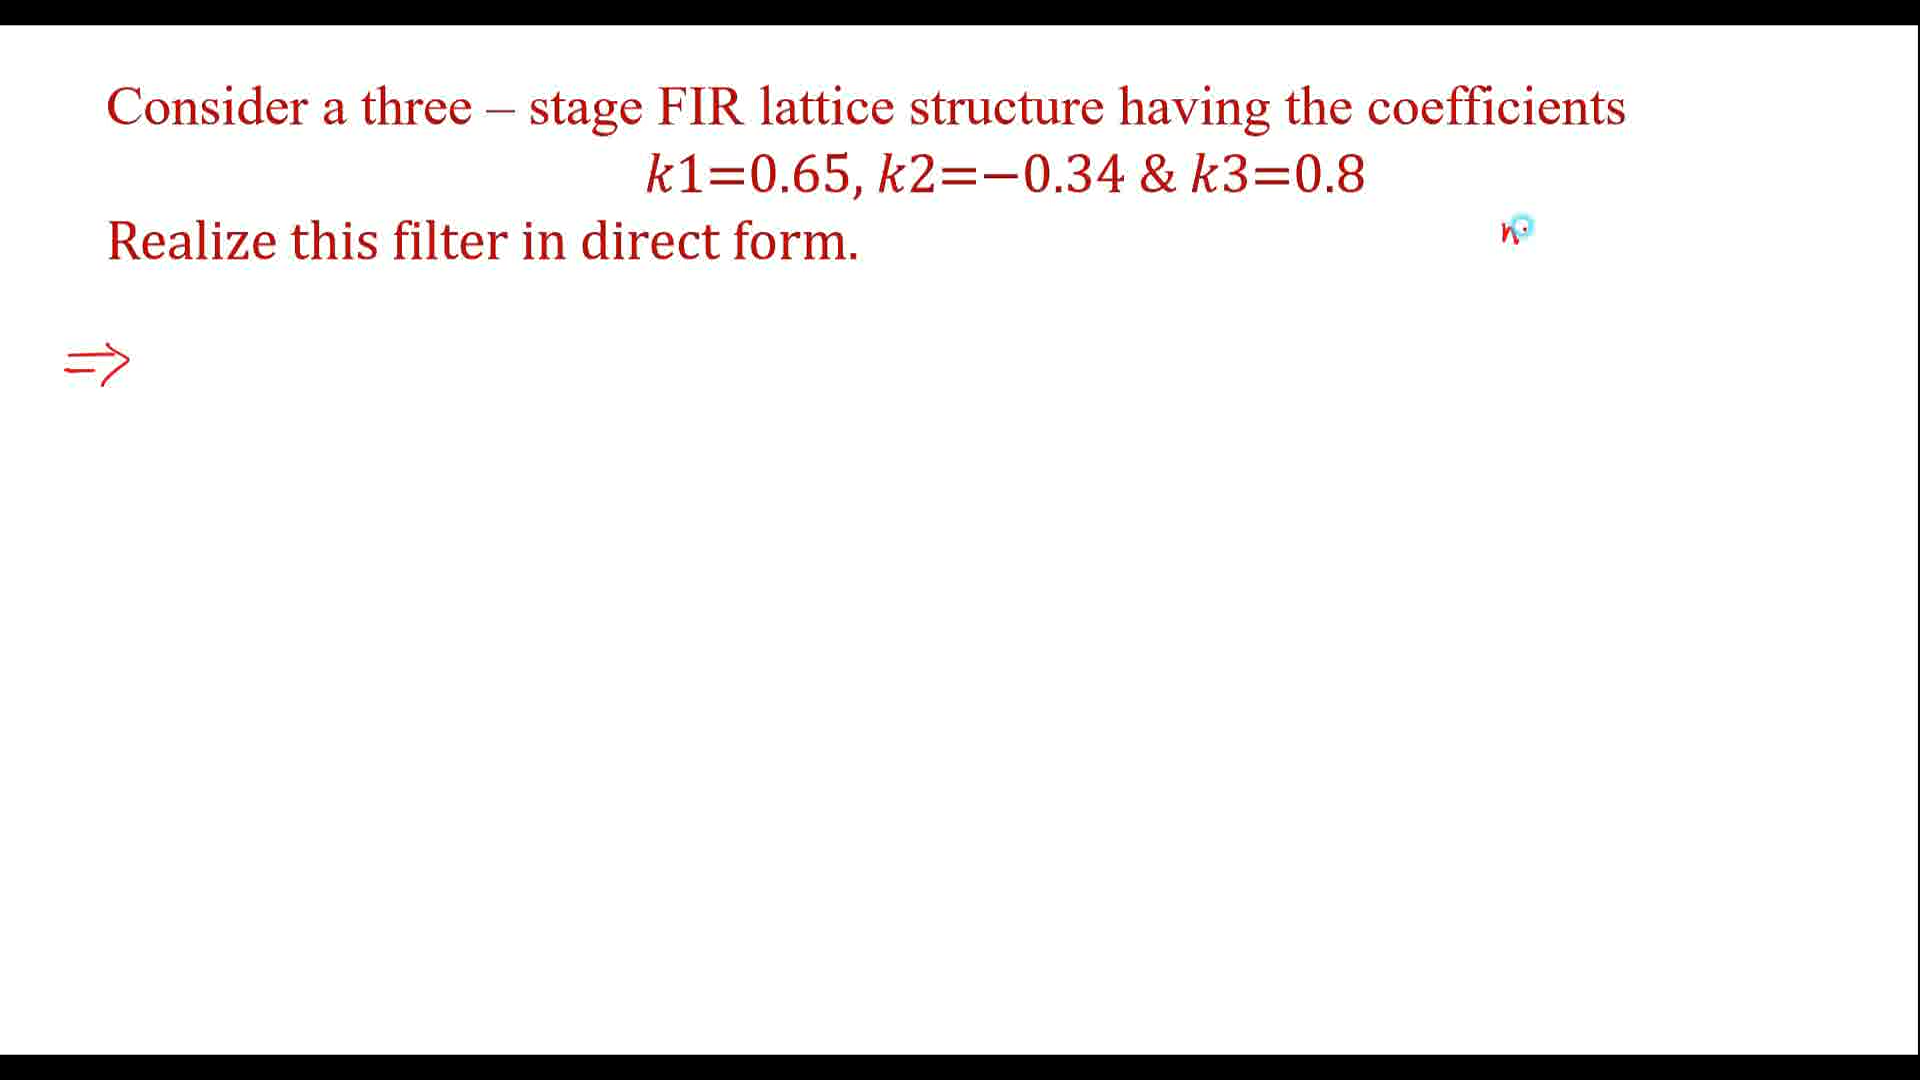 Consider a three – stage FIR lattice structure having the coefficients
k1=0.65, k2=−0.34 & k3=0.8
Realize this filter in direct form.
⇒